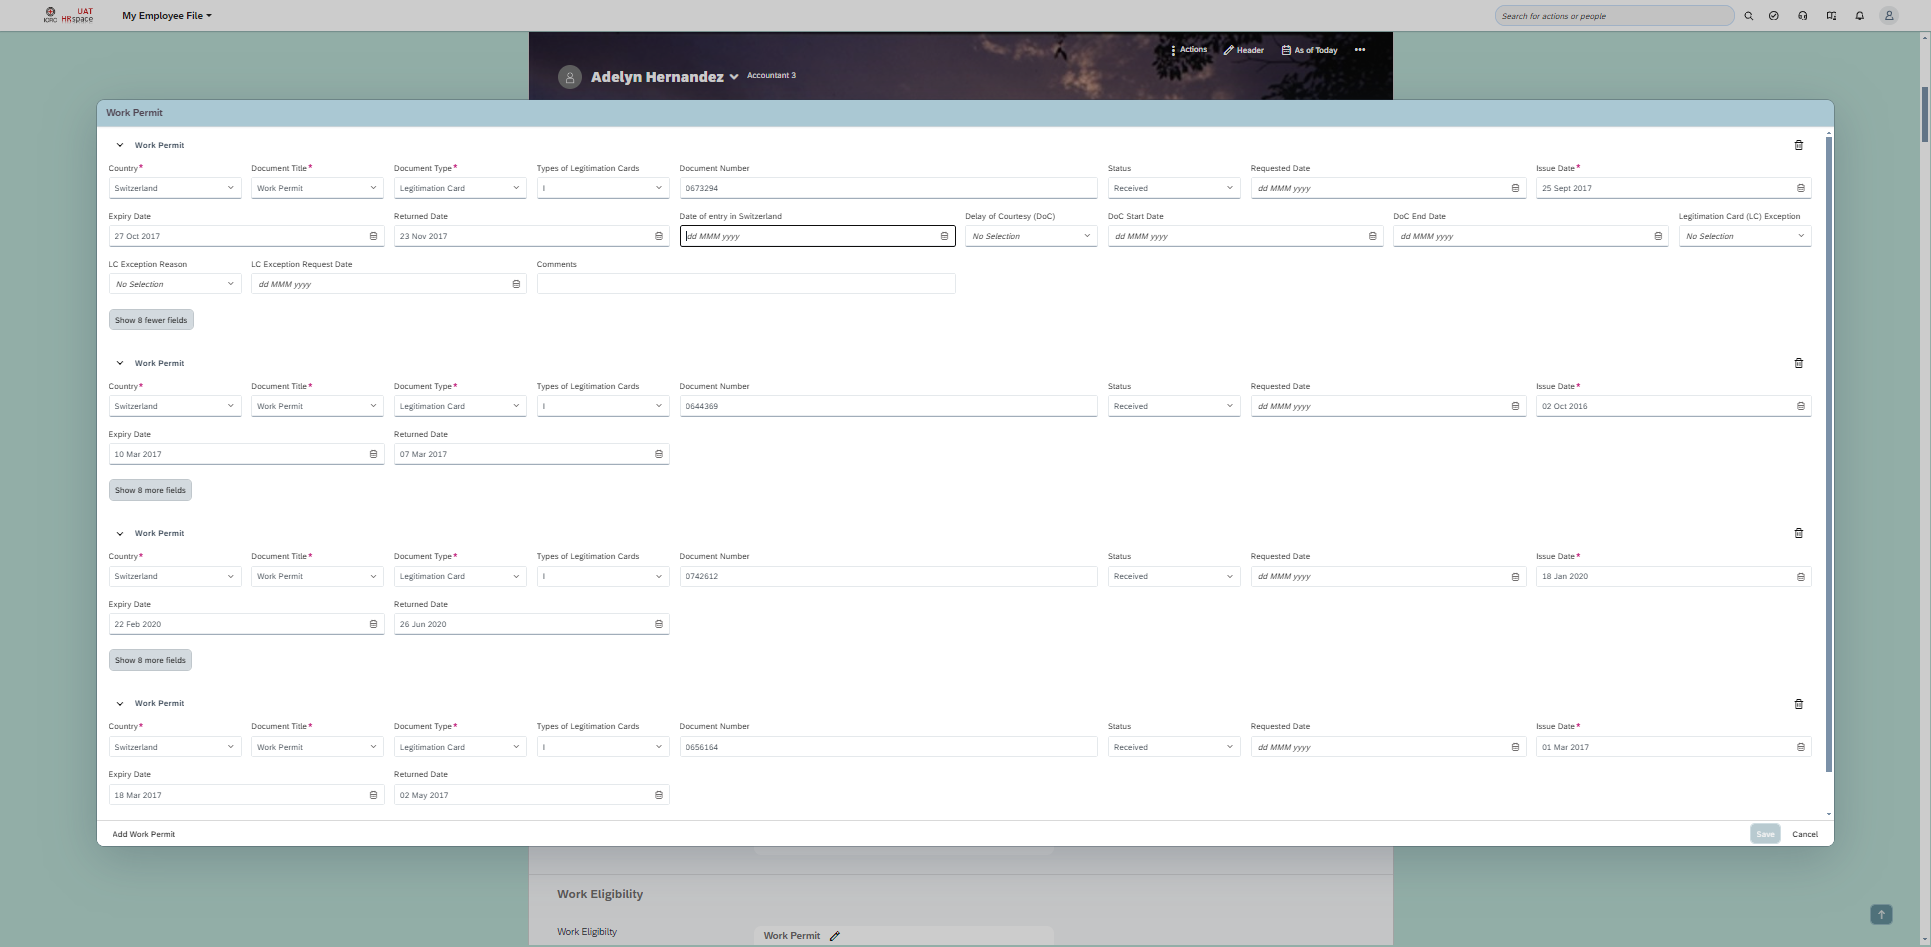 ICRC
UAT
HRspace
My Employee File
Search for actions or people
Actions
Header
As of Today
Adelyn Hernandez
Accountant 3
Work Permit
Work Permit
Country* Document Title* Document Type* Types of Legitimation Cards Document Number Status Requested Date Issue Date*
Switzerland Work Permit Legitimation Card I 0673294 Received dd MMM yyyy 25 Sept 2017
Expiry Date Returned Date Date of entry in Switzerland Delay of Courtesy (DoC) DoC Start Date DoC End Date Legitimation Card (LC) Exception
27 Oct 2017 23 Nov 2017 dd MMM yyyy No Selection dd MMM yyyy dd MMM yyyy No Selection
LC Exception Reason LC Exception Request Date Comments
No Selection dd MMM yyyy
Show 8 fewer fields
Work Permit
Country* Document Title* Document Type* Types of Legitimation Cards Document Number Status Requested Date Issue Date*
Switzerland Work Permit Legitimation Card I 0644369 Received dd MMM yyyy 02 Oct 2016
Expiry Date Returned Date
10 Mar 2017 07 Mar 2017
Show 8 more fields
Work Permit
Country* Document Title* Document Type* Types of Legitimation Cards Document Number Status Requested Date Issue Date*
Switzerland Work Permit Legitimation Card I 0742612 Received dd MMM yyyy 18 Jan 2020
Expiry Date Returned Date
22 Feb 2020 26 Jun 2020
Show 8 more fields
Work Permit
Country* Document Title* Document Type* Types of Legitimation Cards Document Number Status Requested Date Issue Date*
Switzerland Work Permit Legitimation Card I 0656164 Received dd MMM yyyy 01 Mar 2017
Expiry Date Returned Date
18 Mar 2017 02 May 2017
Add Work Permit Save Cancel
Work Eligibility
Work Eligibilty Work Permit